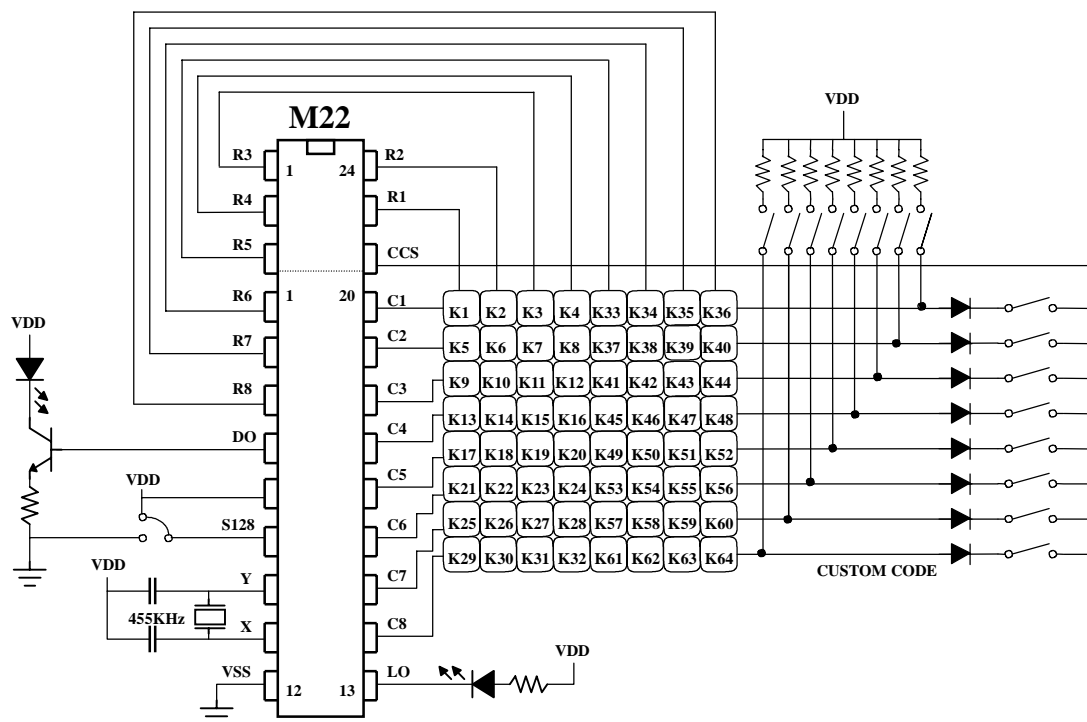 VDD
M22
R3 1 24 R2
R4 R1
R5 CCS
R6 1 20 C1
R7 C2
R8 C3
DO C4
C5
S128 C6
Y C7
X C8
VSS 12 13 LO
VDD
VDD
VDD
455KHz
VDD
K1 K2 K3 K4 K33 K34 K35 K36
K5 K6 K7 K8 K37 K38 K39 K40
K9 K10 K11 K12 K41 K42 K43 K44
K13 K14 K15 K16 K45 K46 K47 K48
K17 K18 K19 K20 K49 K50 K51 K52
K21 K22 K23 K24 K53 K54 K55 K56
K25 K26 K27 K28 K57 K58 K59 K60
K29 K30 K31 K32 K61 K62 K63 K64
CUSTOM CODE